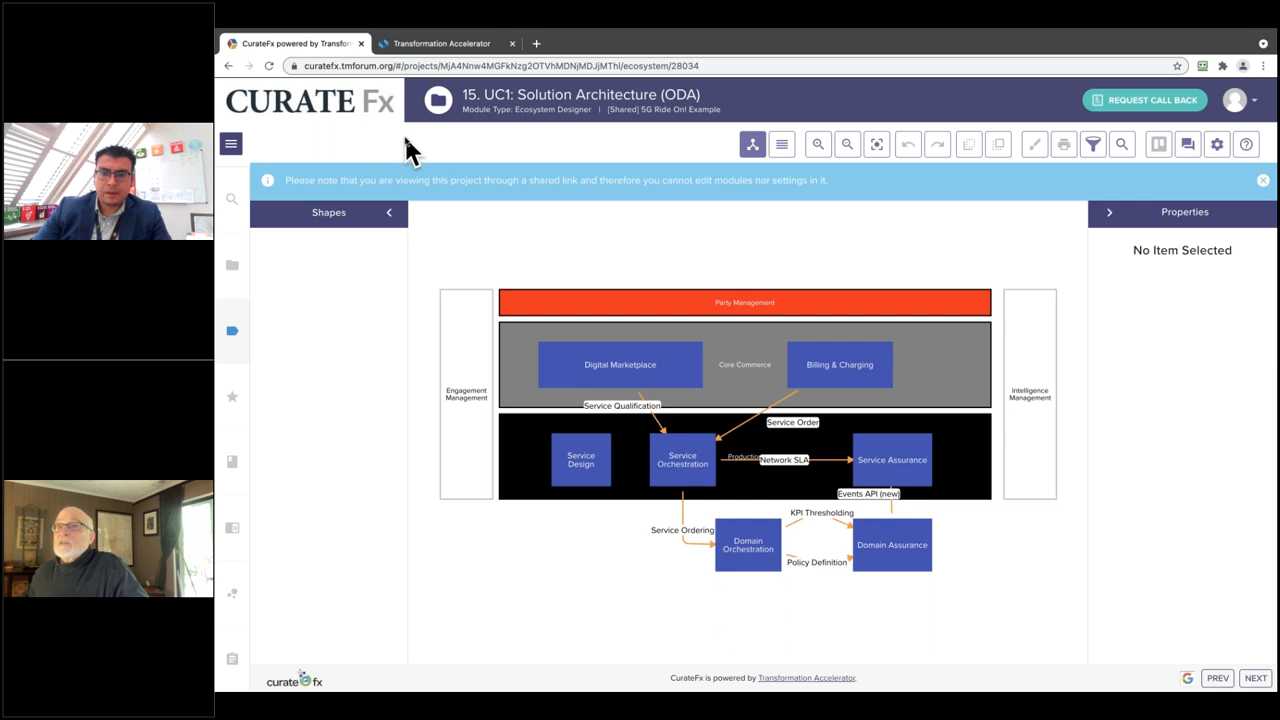 CurateFx powered by Transform
Transformation Accelerator
curatefx.tmforum.org/#/projects/MjA4Nnw4MGFkNzg2OTVhMDNjMDJjMThl/ecosystem/28034
CURATE Fx
15. UC1: Solution Architecture (ODA)
Module Type: Ecosystem Designer | [Shared] 5G Ride On! Example
REQUEST CALL BACK
Please note that you are viewing this project through a shared link and therefore you cannot edit modules nor settings in it.
Shapes
Properties
No Item Selected
Party Management
Digital Marketplace
Core Commerce
Billing & Charging
Engagement
Management
Intelligence
Management
Service Qualification
Service Order
Service
Design
Service
Orchestration
Production
Network SLA
Service Assurance
Events API (new)
KPI Thresholding
Service Ordering
Domain
Orchestration
Domain Assurance
Policy Definition
curate fx
CurateFx is powered by Transformation Accelerator.
PREV
NEXT